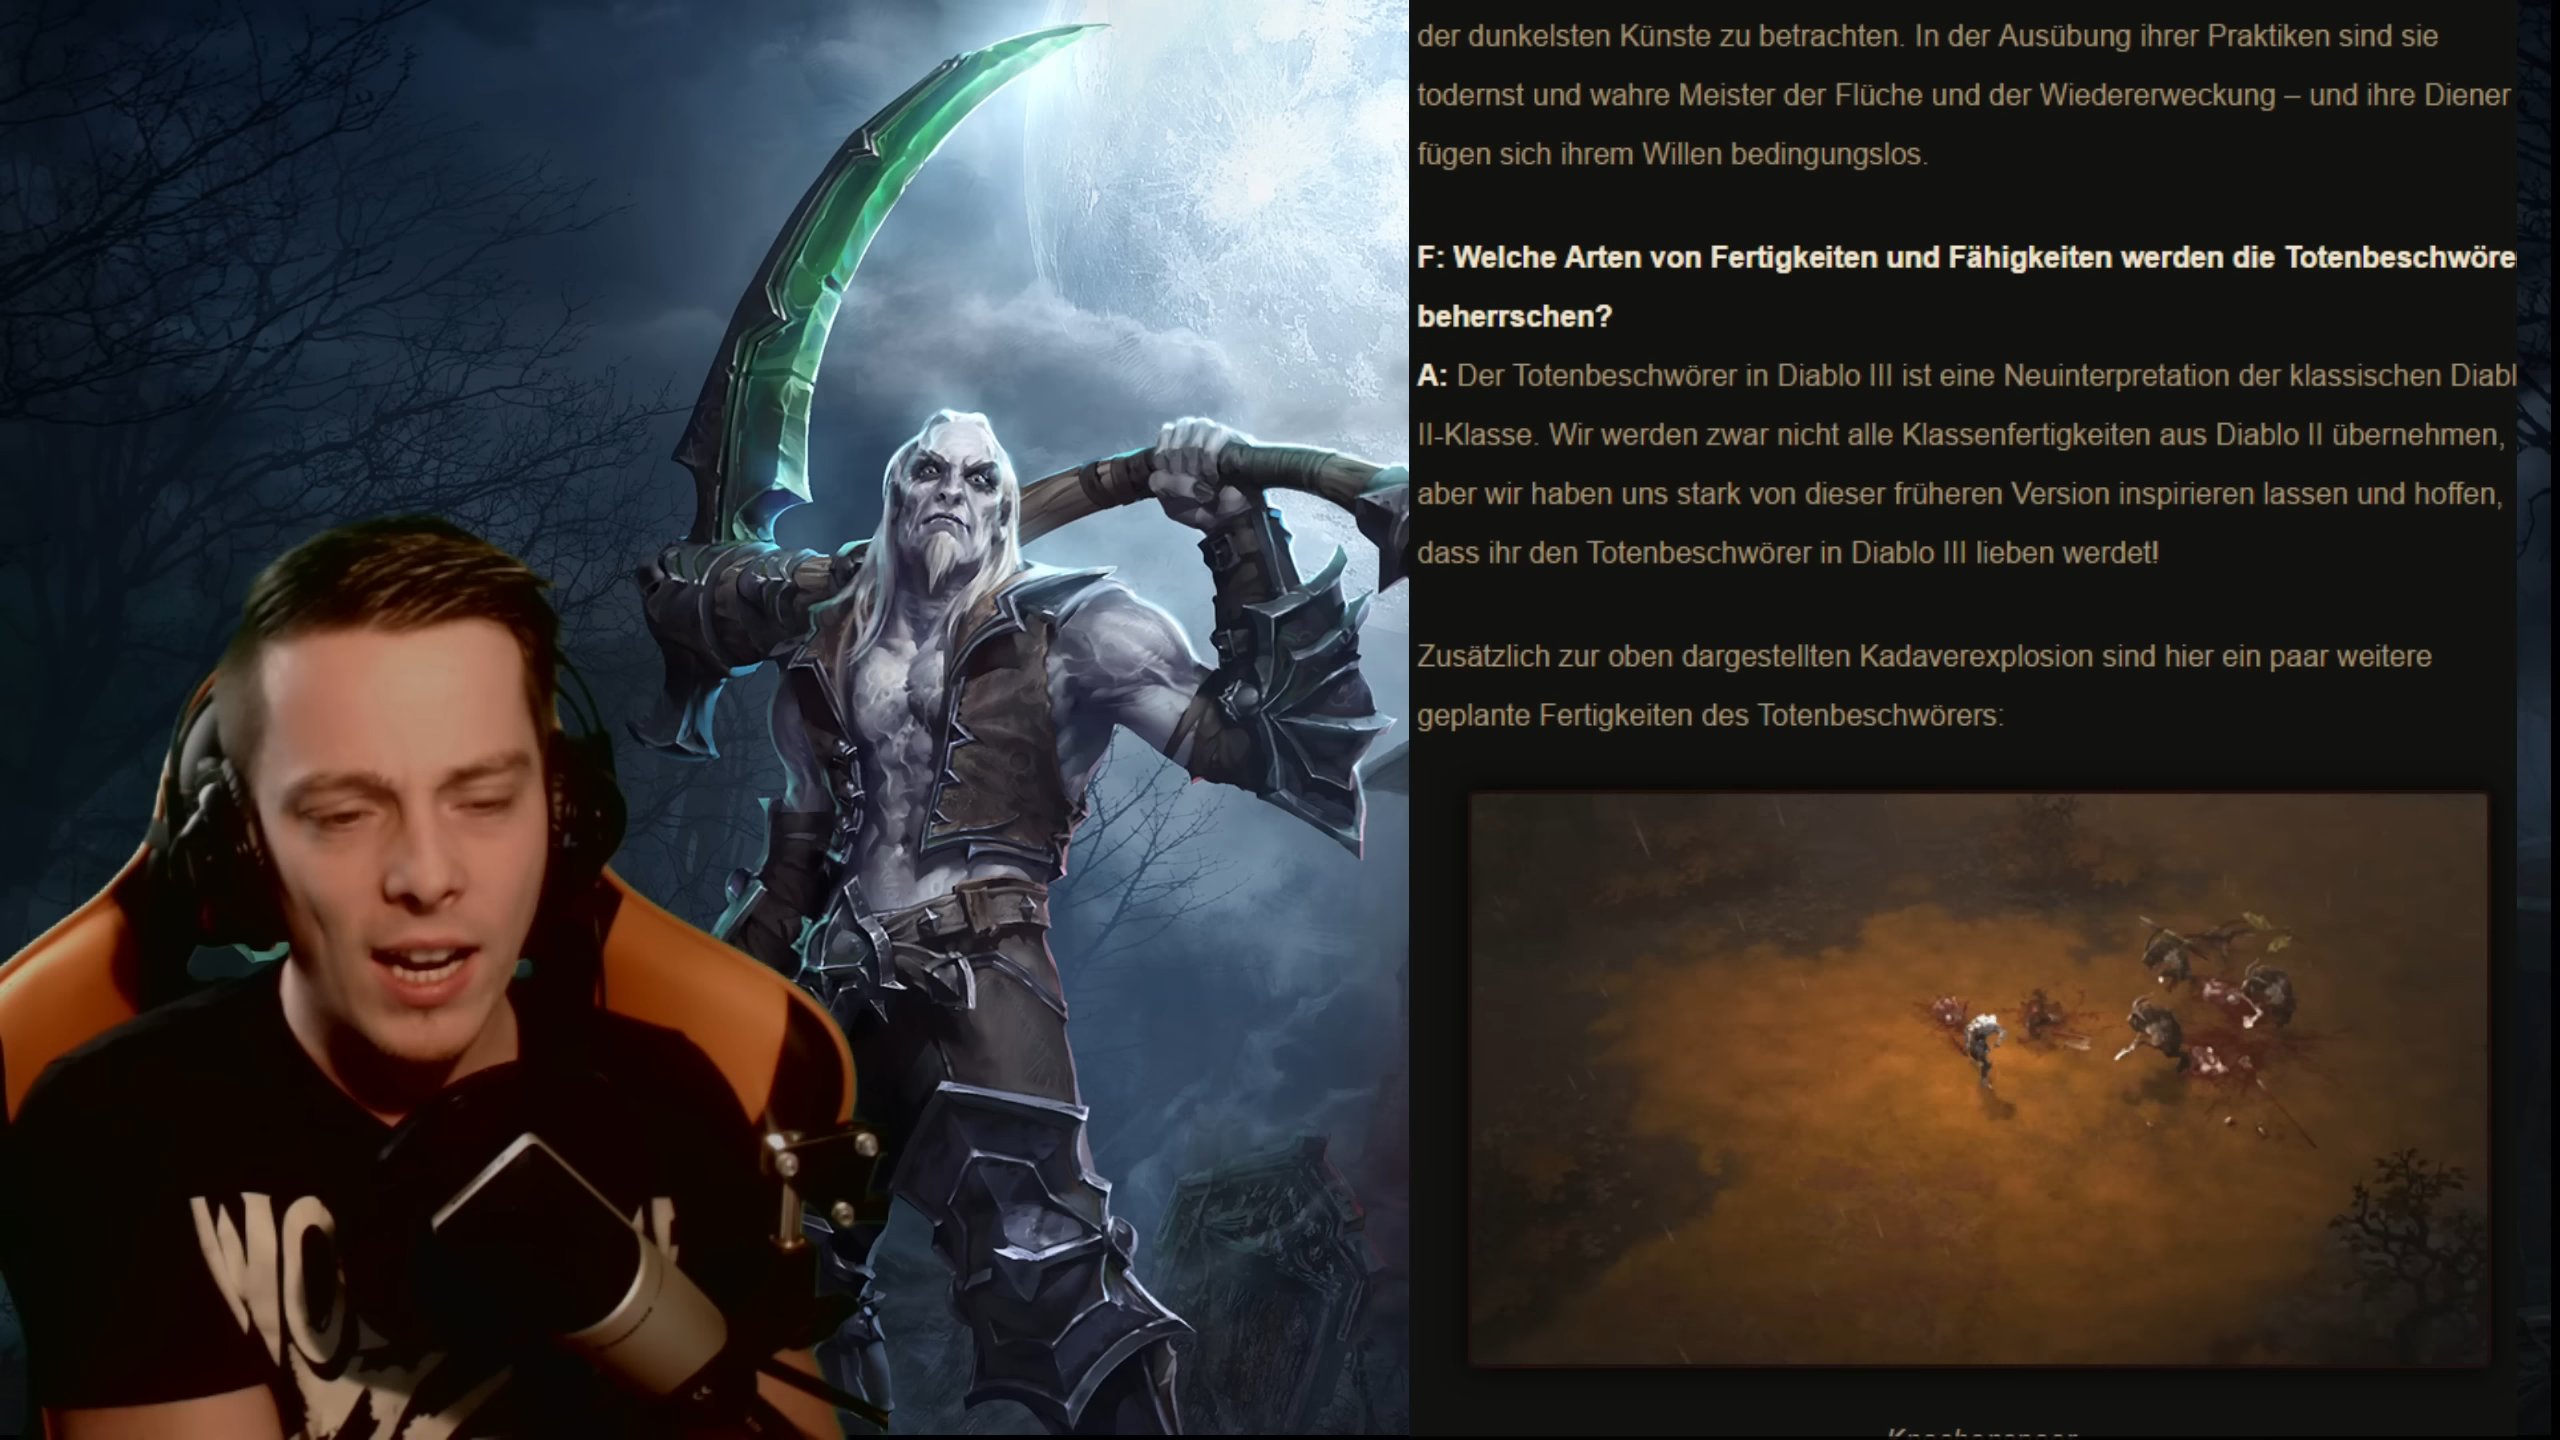 der dunkelsten Künste zu betrachten. In der Ausübung ihrer Praktiken sind sie
todernst und wahre Meister der Flüche und der Wiedererweckung – und ihre Diener
fügen sich ihrem Willen bedingungslos.
F: Welche Arten von Fertigkeiten und Fähigkeiten werden die Totenbeschwöre
beherrschen?
A: Der Totenbeschwörer in Diablo III ist eine Neuinterpretation der klassischen Diabl
II-Klasse. Wir werden zwar nicht alle Klassenfertigkeiten aus Diablo II übernehmen,
aber wir haben uns stark von dieser früheren Version inspirieren lassen und hoffen,
dass ihr den Totenbeschwörer in Diablo III lieben werdet!
Zusätzlich zur oben dargestellten Kadaverexplosion sind hier ein paar weitere
geplante Fertigkeiten des Totenbeschwörers: